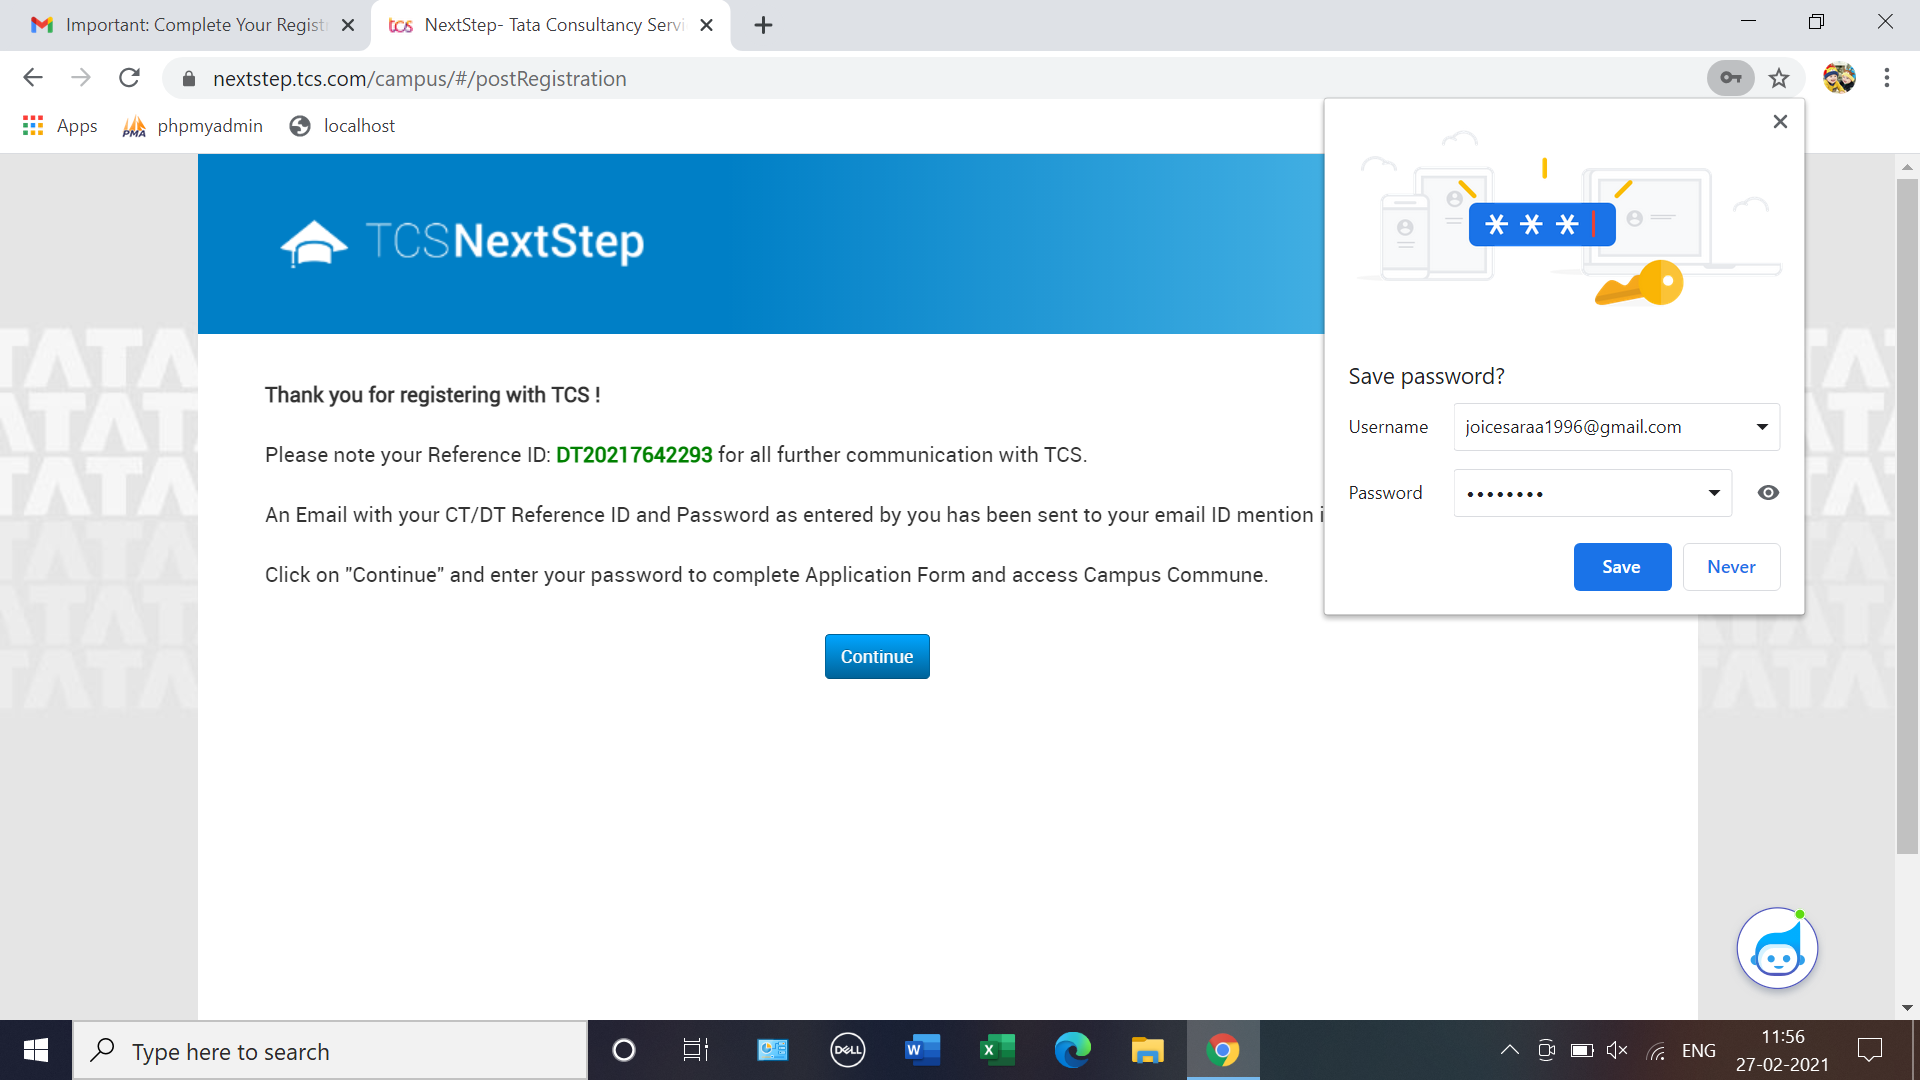 Important: Complete Your Regist
NextStep- Tata Consultancy Servi
nextstep.tcs.com/campus/#/postRegistration
Apps
phpmyadmin
localhost
TCS NextStep
Thank you for registering with TCS !
Please note your Reference ID: DT20217642293 for all further communication with TCS.
An Email with your CT/DT Reference ID and Password as entered by you has been sent to your email ID mention i
Click on "Continue" and enter your password to complete Application Form and access Campus Commune.
Continue
Save password?
Username joicesaraa1996@gmail.com
Password ••••••••
Save Never
Type here to search
ENG
11:56
27-02-2021